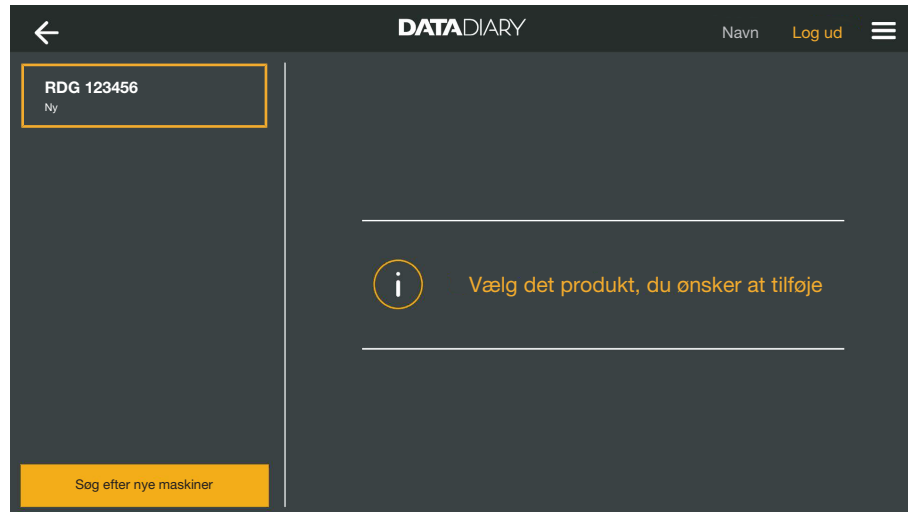 DATADIARY
Navn Log ud
RDG 123456
Ny
i
Vælg det produkt, du ønsker at tilføje
Søg efter nye maskiner